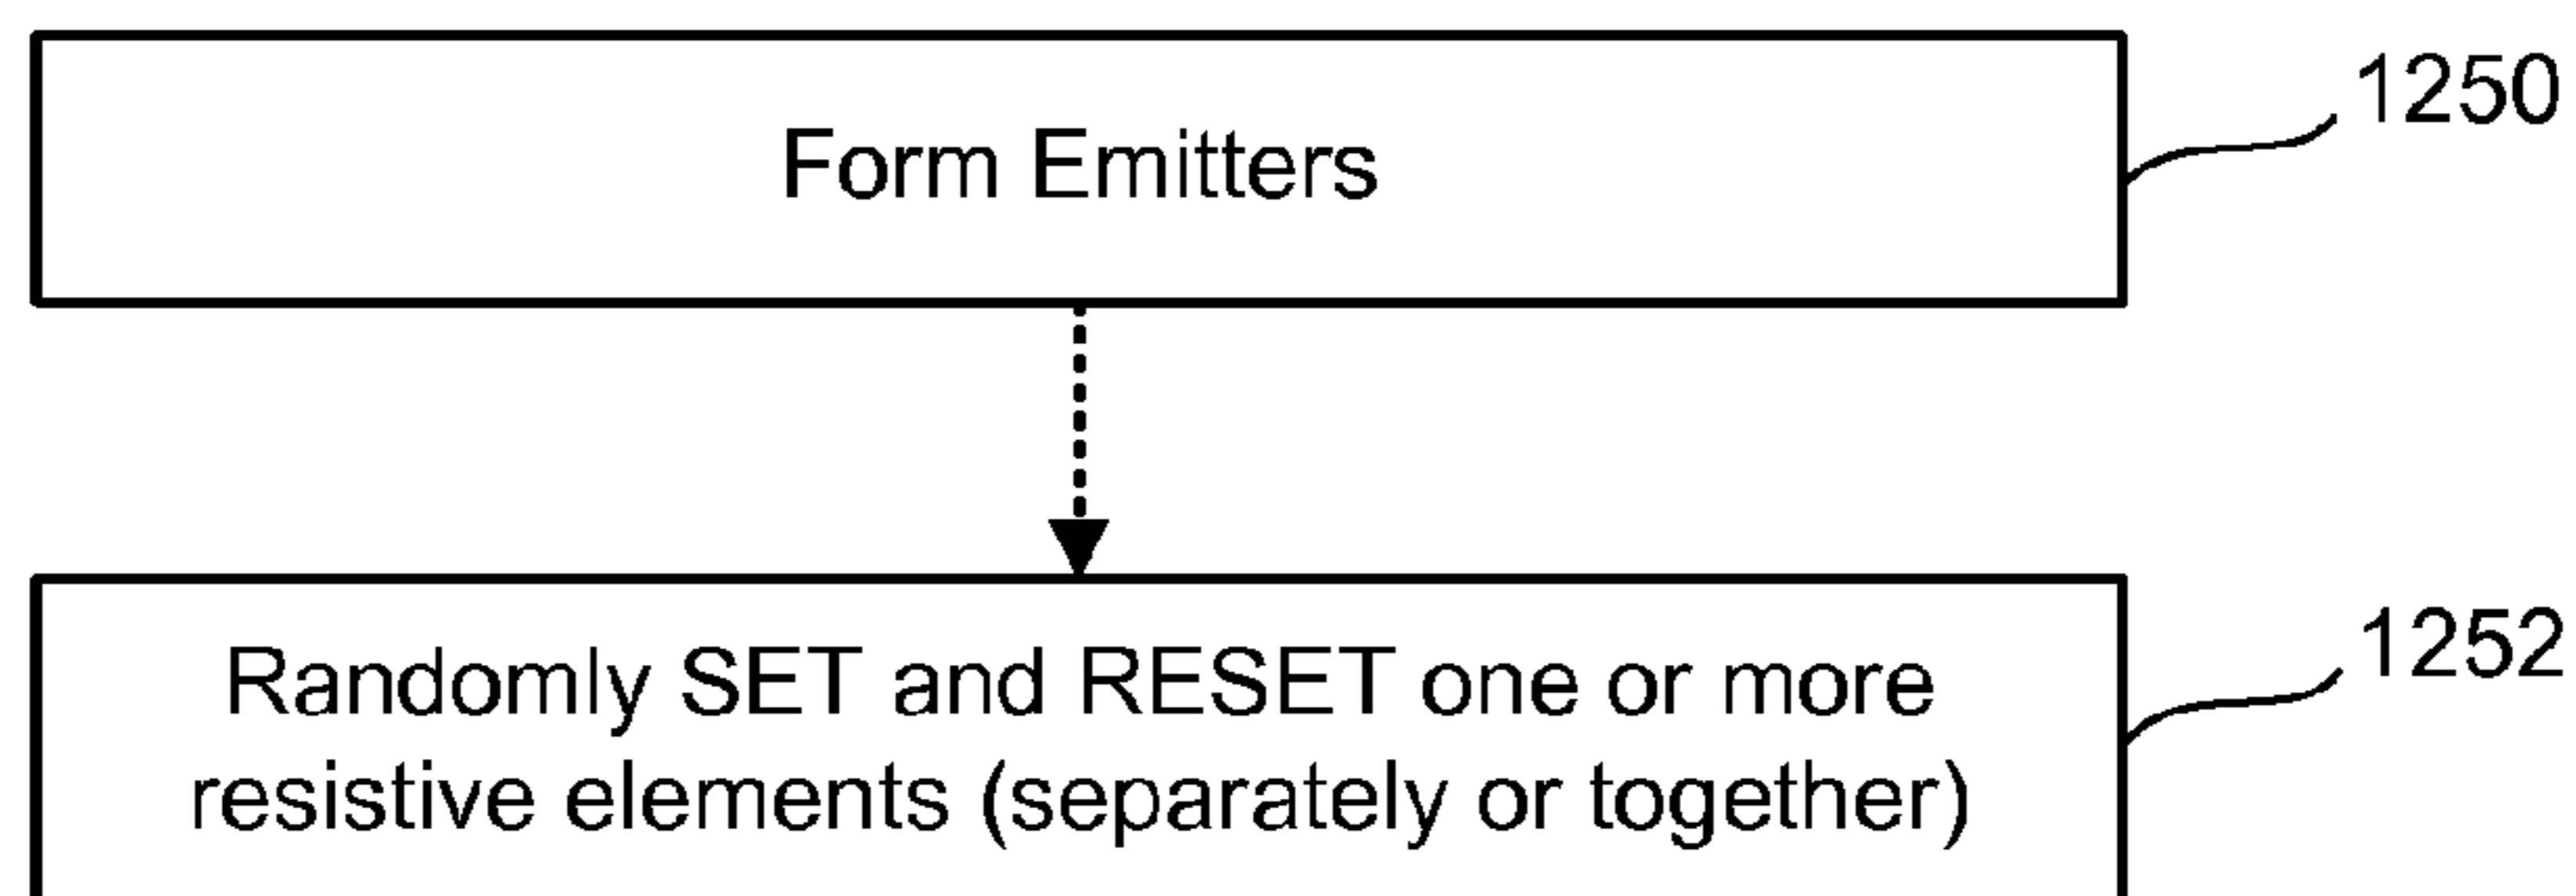 1250
Form Emitters
1252
Randomly SET and RESET one or more
resistive elements (separately or together)